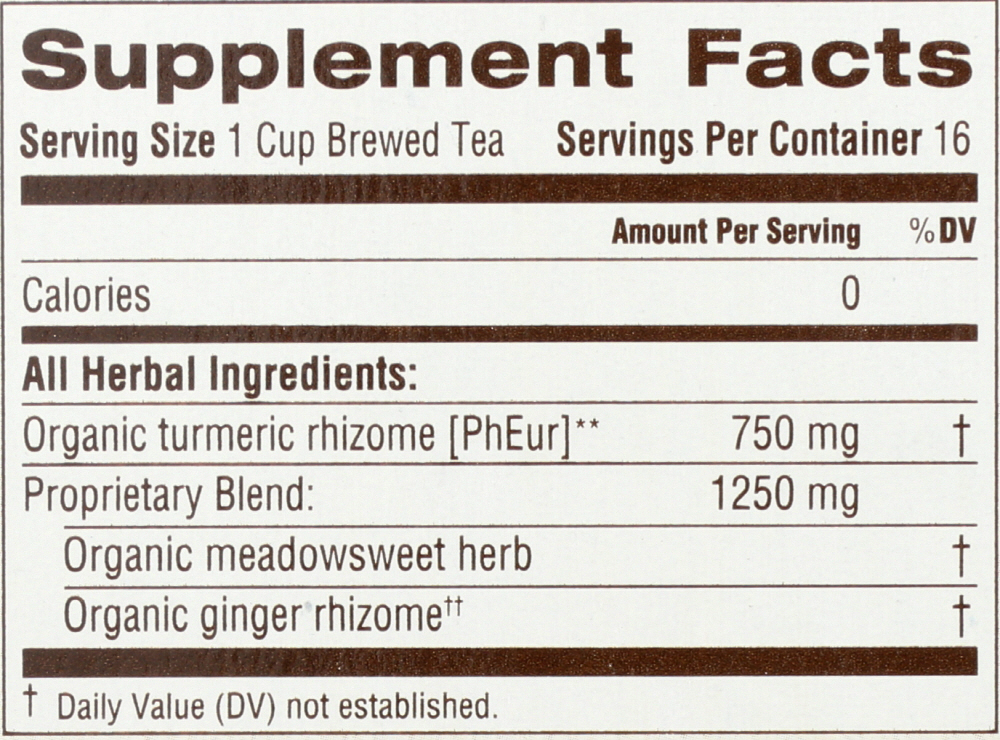 Supplement Facts
Serving Size 1 Cup Brewed Tea Servings Per Container 16
Amount Per Serving %DV
Calories 0
All Herbal Ingredients:
Organic turmeric rhizome [PhEur]** 750 mg †
Proprietary Blend: 1250 mg
Organic meadowsweet herb †
Organic ginger rhizome†† †
† Daily Value (DV) not established.